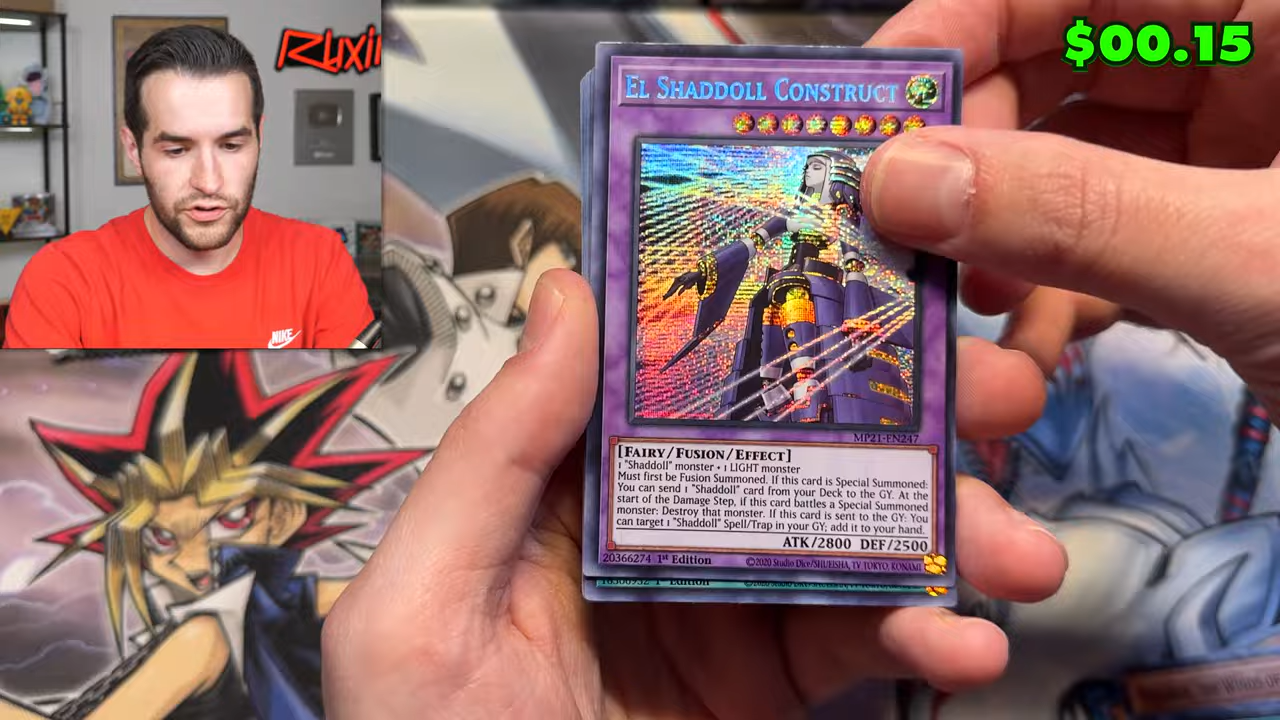 $00.15
NIKE
EL SHADDOLL CONSTRUCT
MP21-EN247
[FAIRY/FUSION/EFFECT]
1 "Shaddoll" monster + 1 LIGHT monster
Must first be Fusion Summoned. If this card is Special Summoned:
You can send 1 "Shaddoll" card from your Deck to the GY. At the
start of the Damage Step, if this card battles a Special Summoned
monster: Destroy that monster. If this card is sent to the GY: You
can target 1 "Shaddoll" Spell/Trap in your GY; add it to your hand.
ATK/2800 DEF/2500
20366274 1st Edition ©2020 Studio Dice/SHUEISHA, TV TOKYO, KONAMI
1st Edition